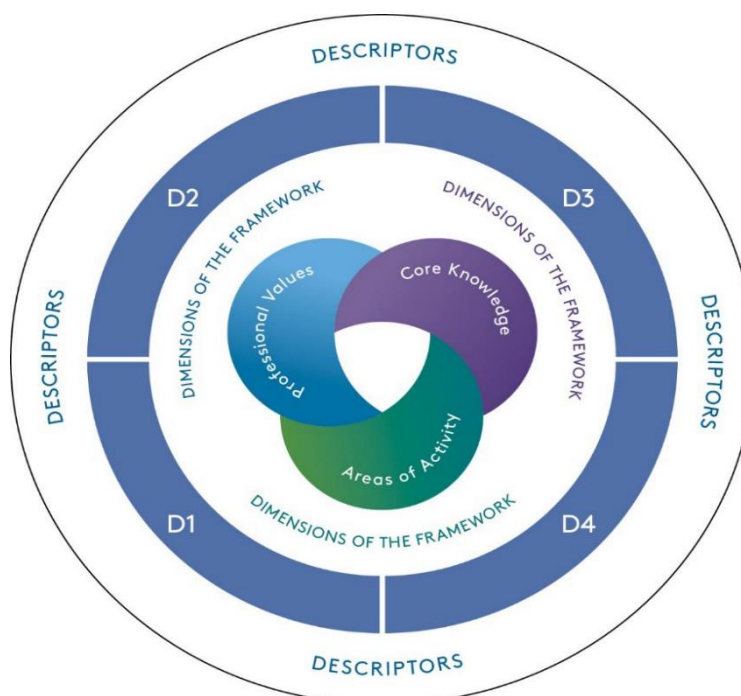 DESCRIPTORS
D2
D3
DIMENSIONS OF THE FRAMEWORK
DIMENSIONS OF THE FRAMEWORK
Professional Values
Core Knowledge
DESCRIPTORS
DESCRIPTORS
Areas of Activity
DIMENSIONS OF THE FRAMEWORK
D1
D4
DESCRIPTORS